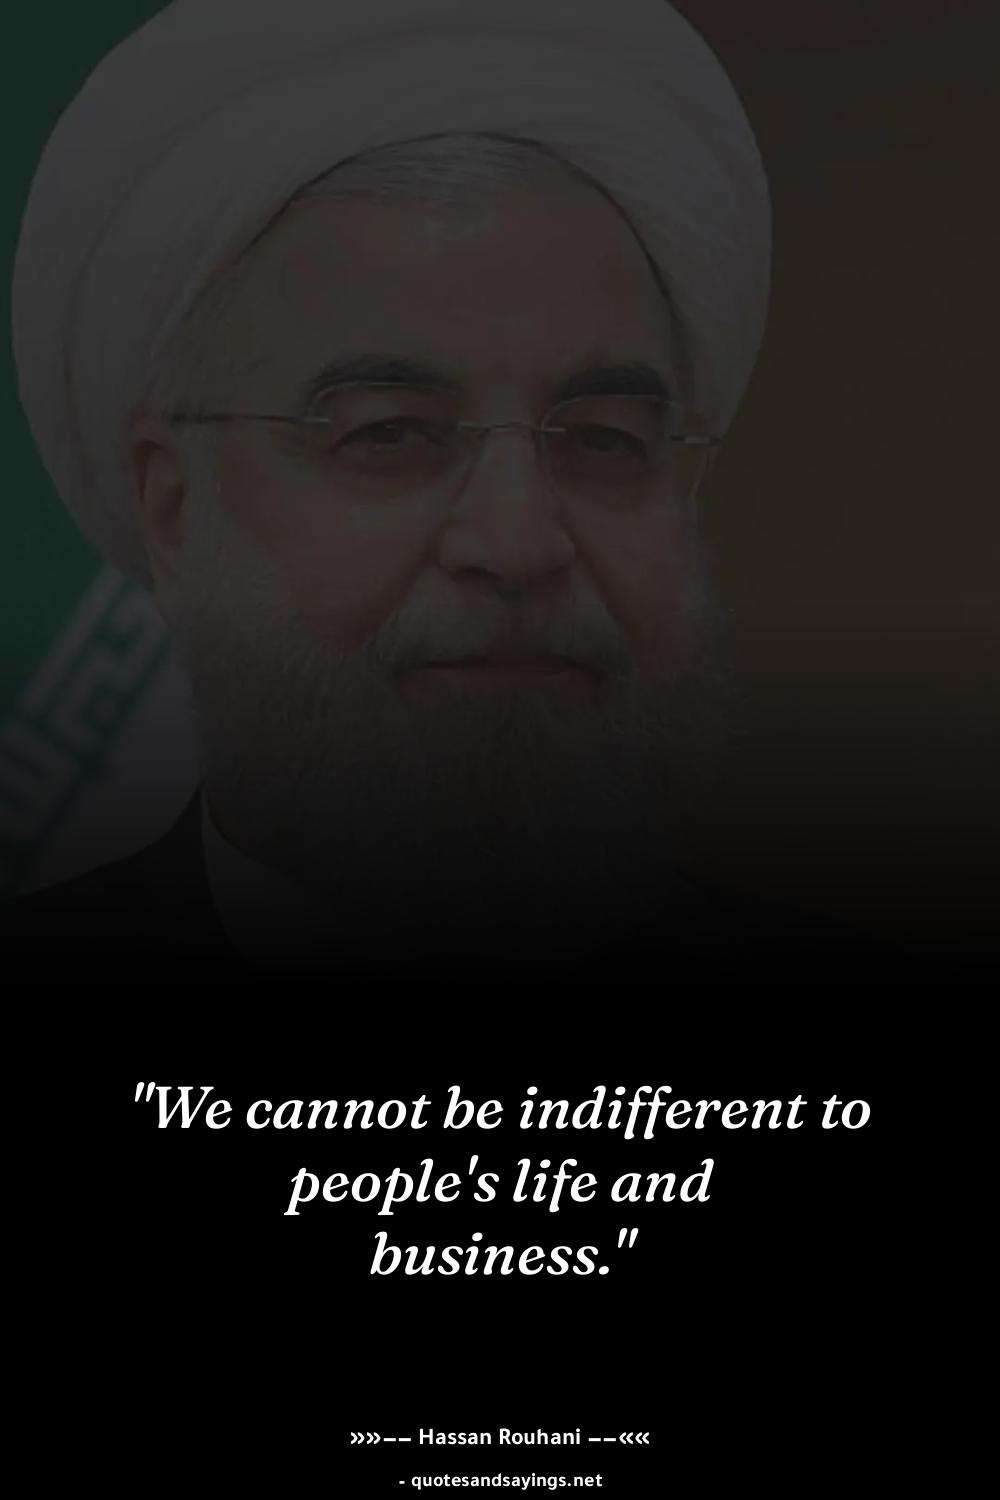 "We cannot be indifferent to
people's life and
business."
»»−− Hassan Rouhani −−««
- quotesandsayings.net